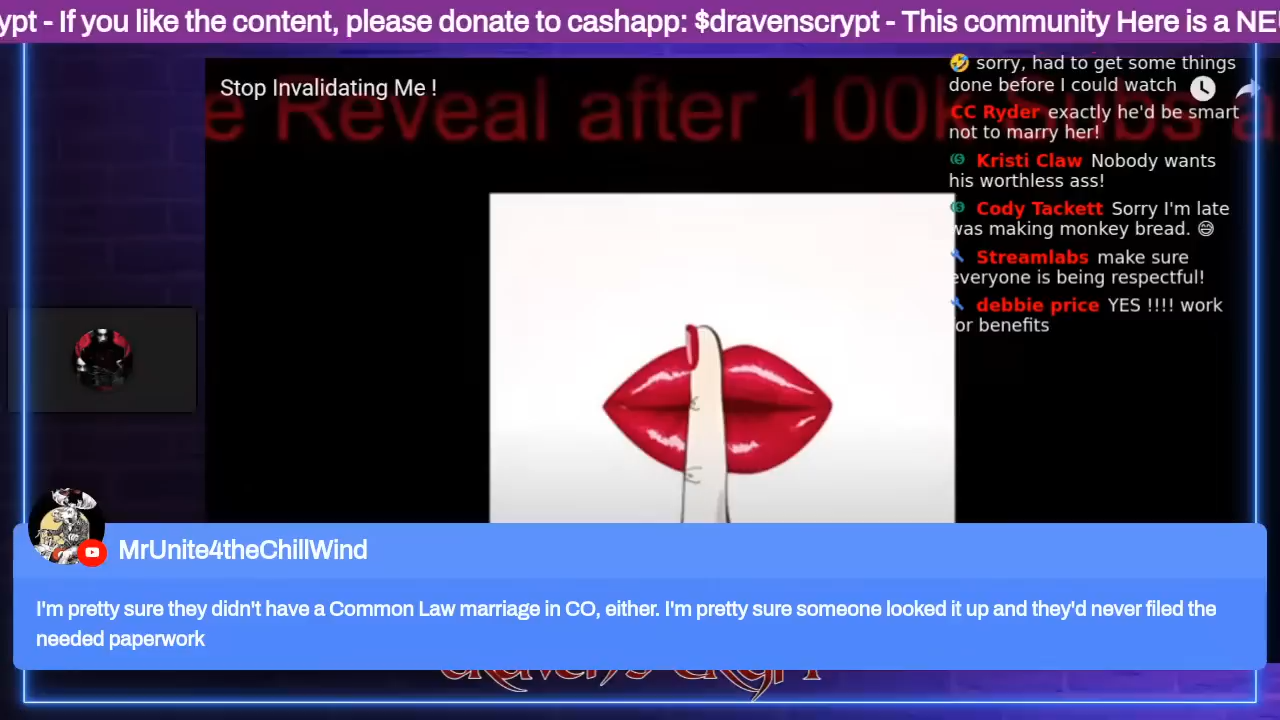 ypt - If you like the content, please donate to cashapp: $dravenscrypt - This community Here is a NE
Stop Invalidating Me !
e Reveal after 100
🤣 sorry, had to get some things
done before I could watch
CC Ryder exactly he'd be smart
not to marry her!
Kristi Claw Nobody wants
his worthless ass!
Cody Tackett Sorry I'm late
was making monkey bread. 😅
Streamlabs make sure
everyone is being respectful!
debbie price YES !!!! work
for benefits
MrUnite4theChillWind
I'm pretty sure they didn't have a Common Law marriage in CO, either. I'm pretty sure someone looked it up and they'd never filed the
needed paperwork